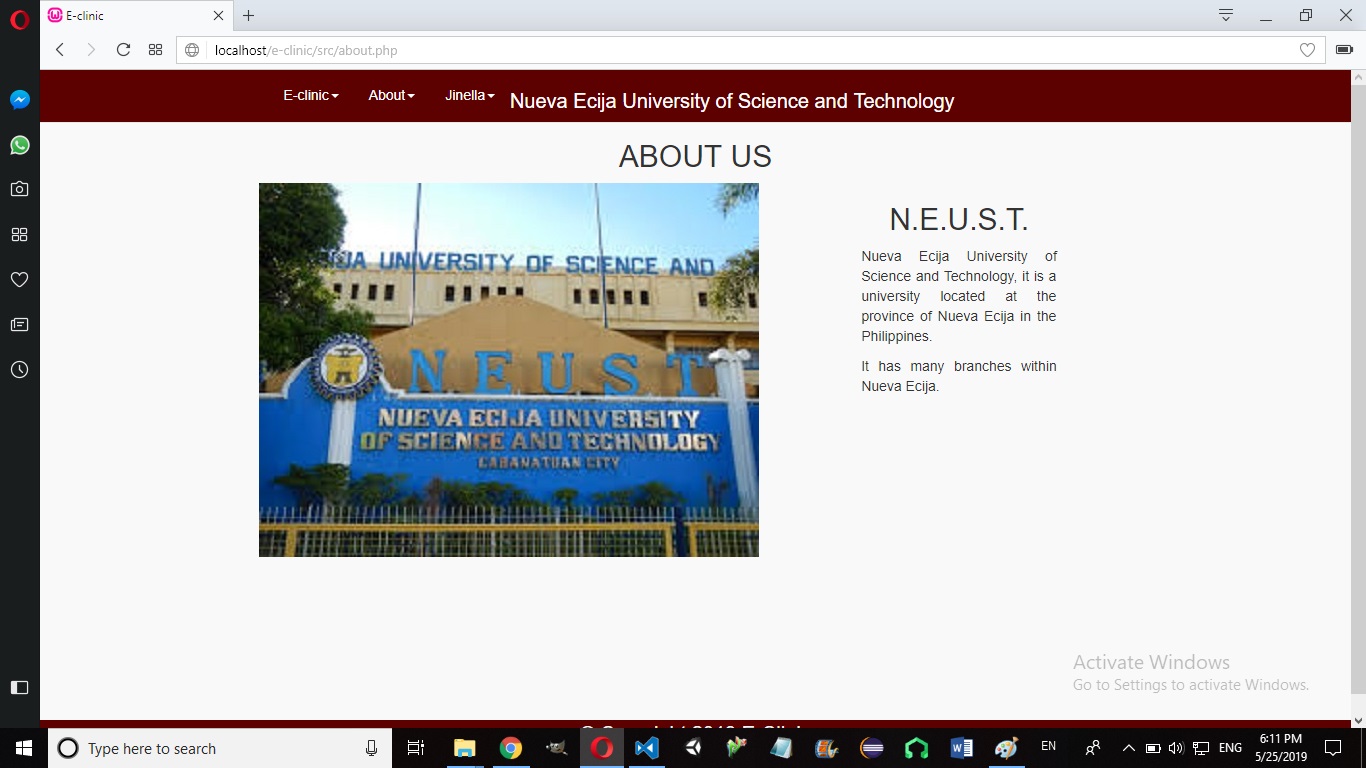 E-clinic
localhost/e-clinic/src/about.php
E-clinic About Jinella Nueva Ecija University of Science and Technology
ABOUT US
IJA UNIVERSITY OF SCIENCE AND
N.E.U.S.T
NUEVA ECIJA UNIVERSITY
OF SCIENCE AND TECHNOLOGY
CABANATUAN CITY
N.E.U.S.T.
Nueva Ecija University of
Science and Technology, it is a
university located at the
province of Nueva Ecija in the
Philippines.
It has many branches within
Nueva Ecija.
Activate Windows
Go to Settings to activate Windows.
Type here to search
EN
ENG
6:11 PM
5/25/2019